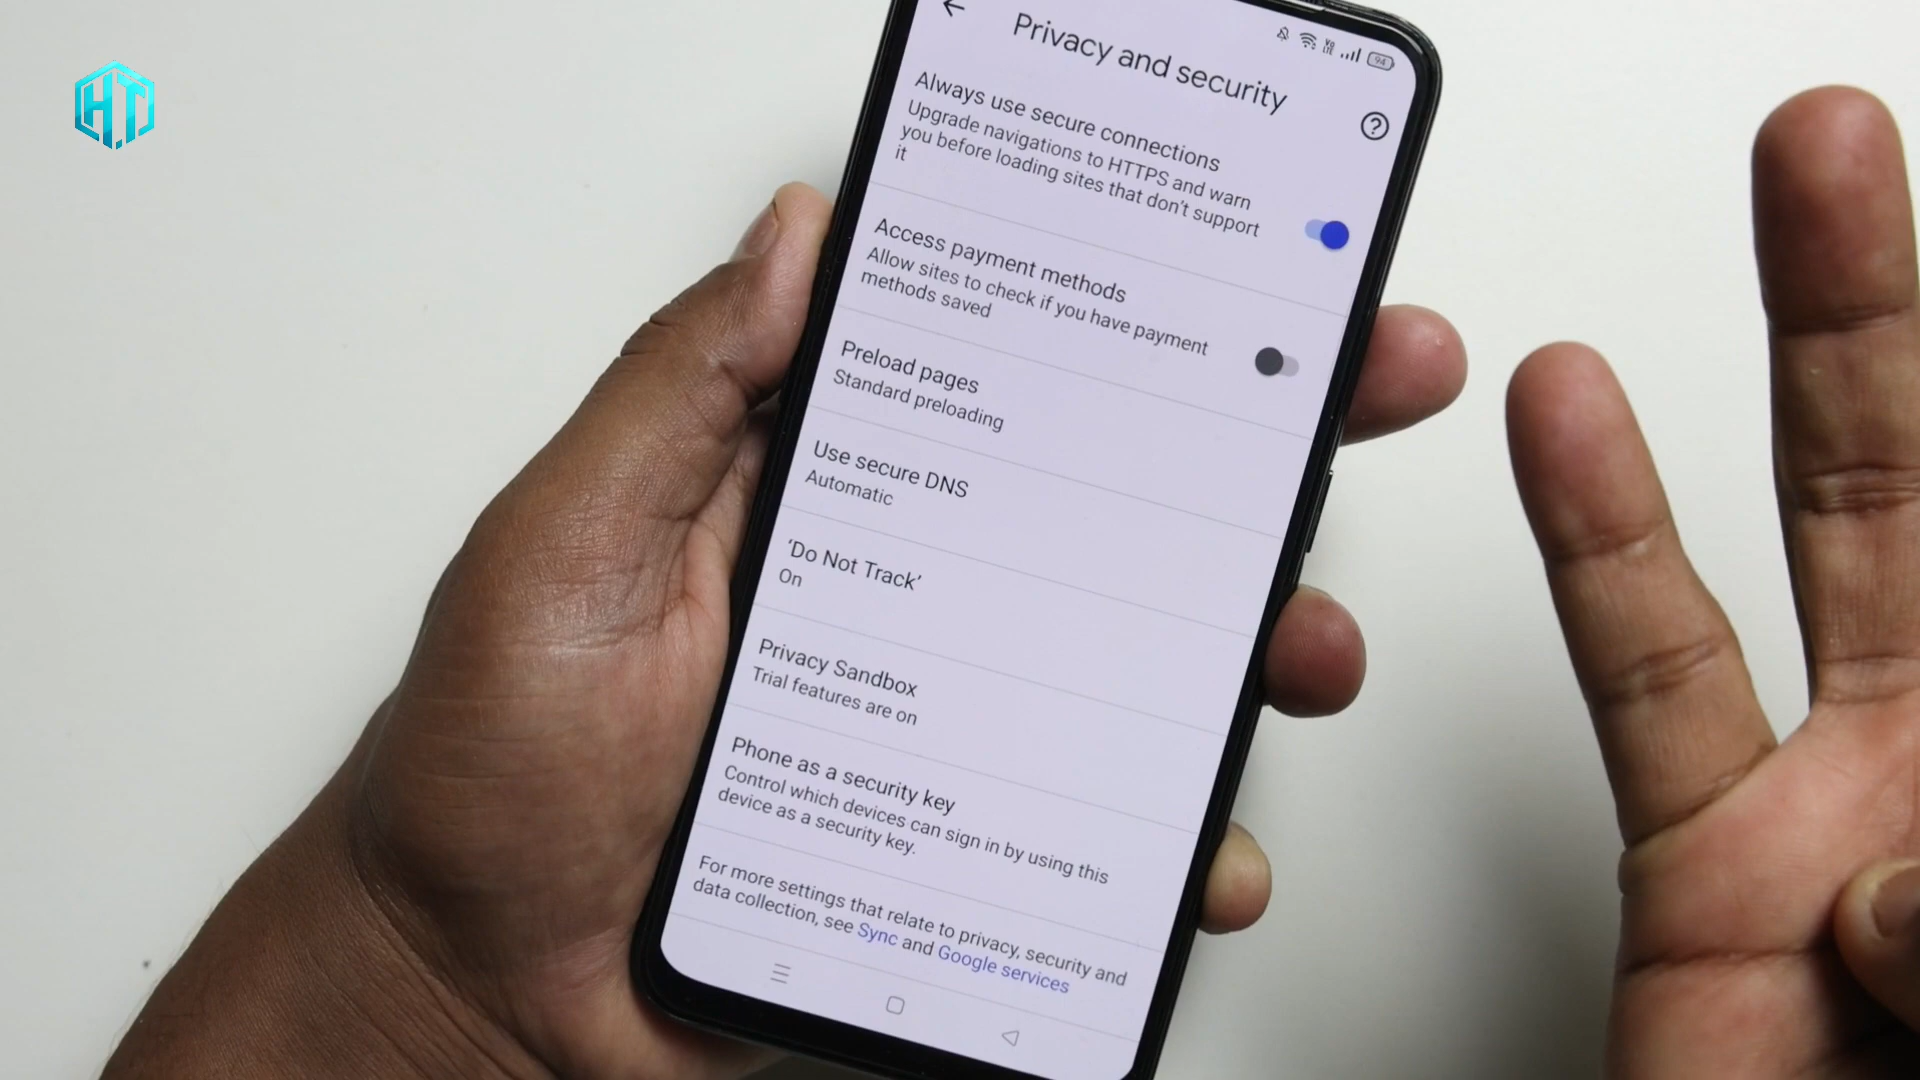 H.T
94
Privacy and security
Always use secure connections
Upgrade navigations to HTTPS and warn
you before loading sites that don't support
it
Access payment methods
Allow sites to check if you have payment
methods saved
Preload pages
Standard preloading
Use secure DNS
Automatic
'Do Not Track'
On
Privacy Sandbox
Trial features are on
Phone as a security key
Control which devices can sign in by using this
device as a security key.
For more settings that relate to privacy, security and
data collection, see Sync and Google services